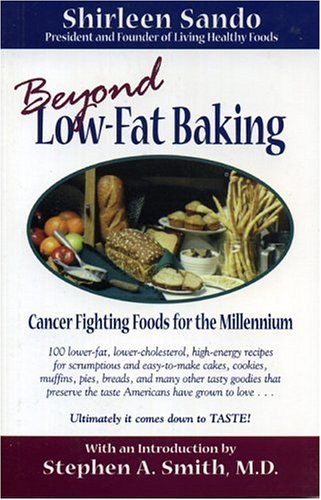 Shirleen Sando
President and Founder of Living Healthy Foods
Beyond
Low-Fat Baking
Cancer Fighting Foods for the Millennium
100 lower-fat, lower-cholesterol, high-energy recipes
for scrumptious and easy-to-make cakes, cookies,
muffins, pies, breads, and many other tasty goodies that
preserve the taste Americans have grown to love . . .
Ultimately it comes down to TASTE!
With an Introduction by
Stephen A. Smith, M.D.